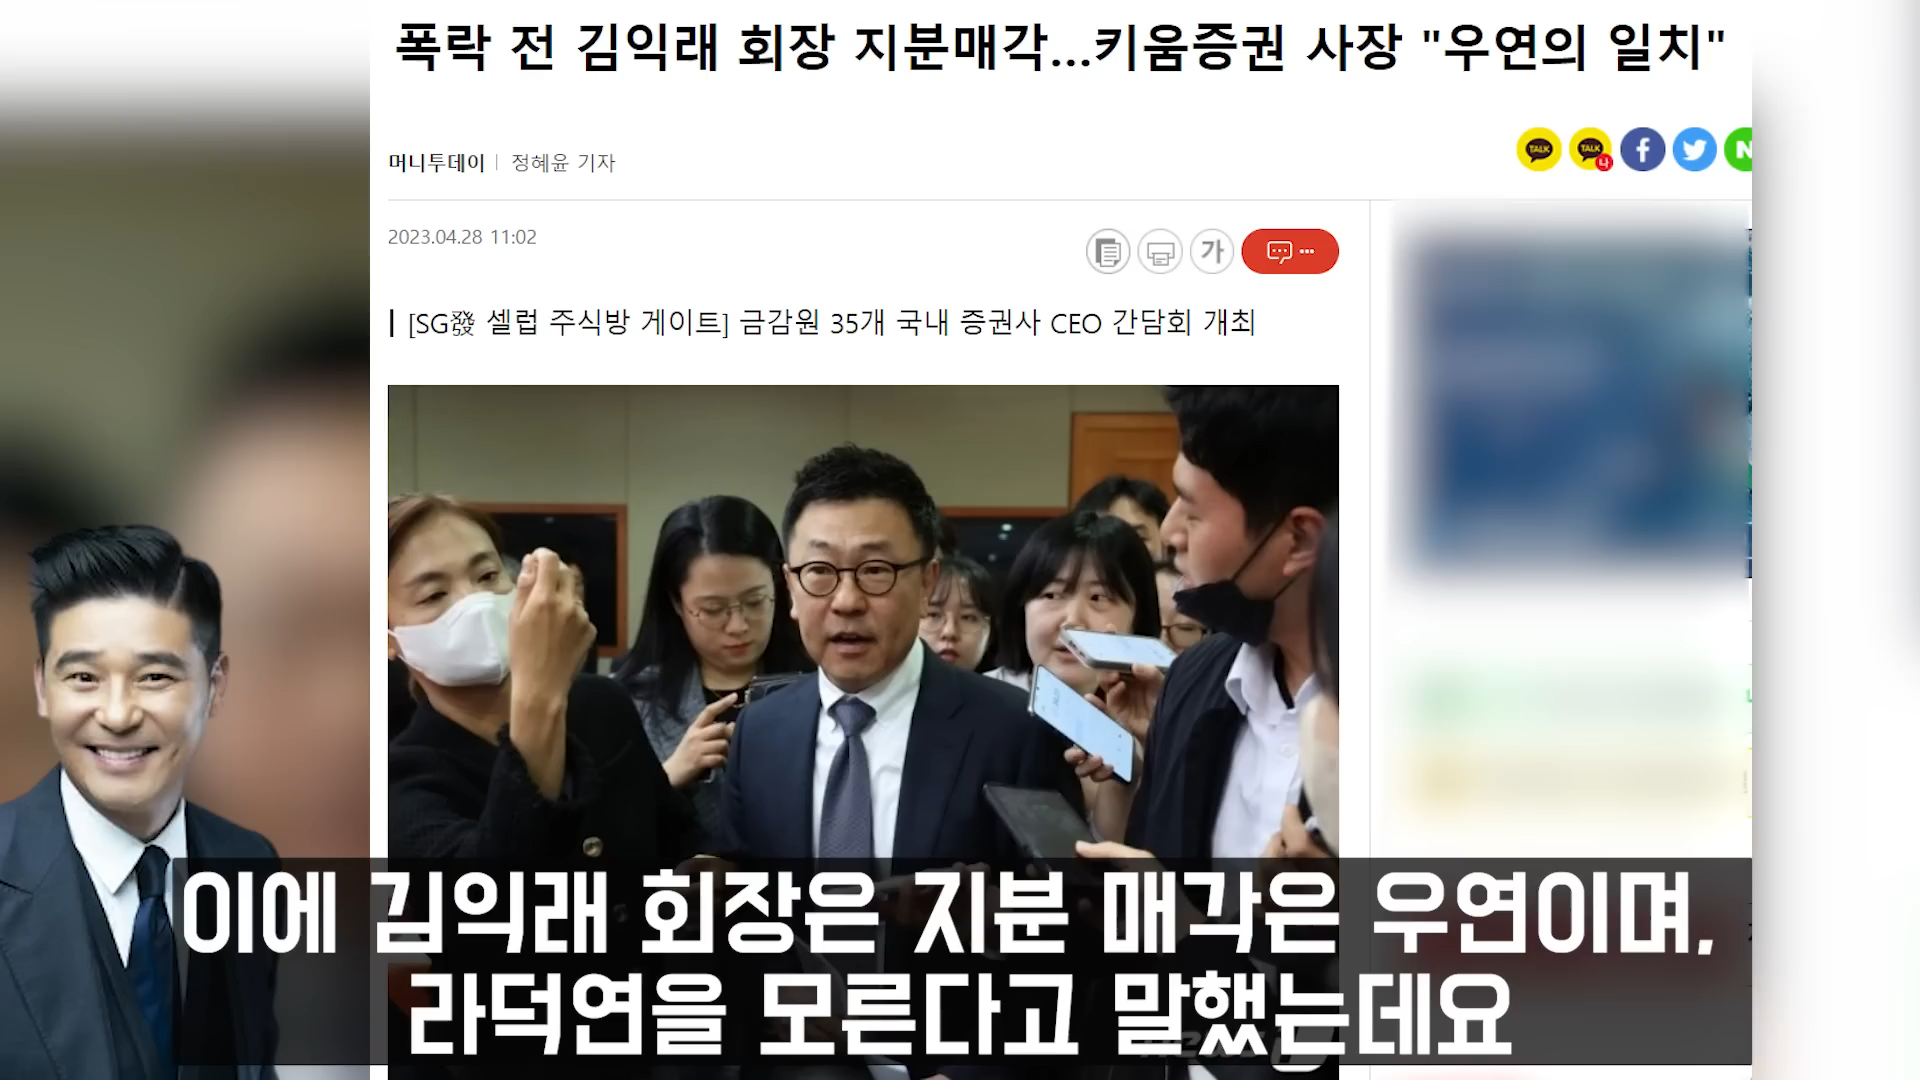 폭락 전 김익래 회장 지분매각...키움증권 사장 "우연의 일치"
TALK
TALK
나
f
N
머니투데이 | 정혜윤 기자
2023.04.28 11:02
가
[SG發 셀럽 주식방 게이트] 금감원 35개 국내 증권사 CEO 간담회 개최
이에 김익래 회장은 지분 매각은 우연이며,
라덕연을 모른다고 말했는데요